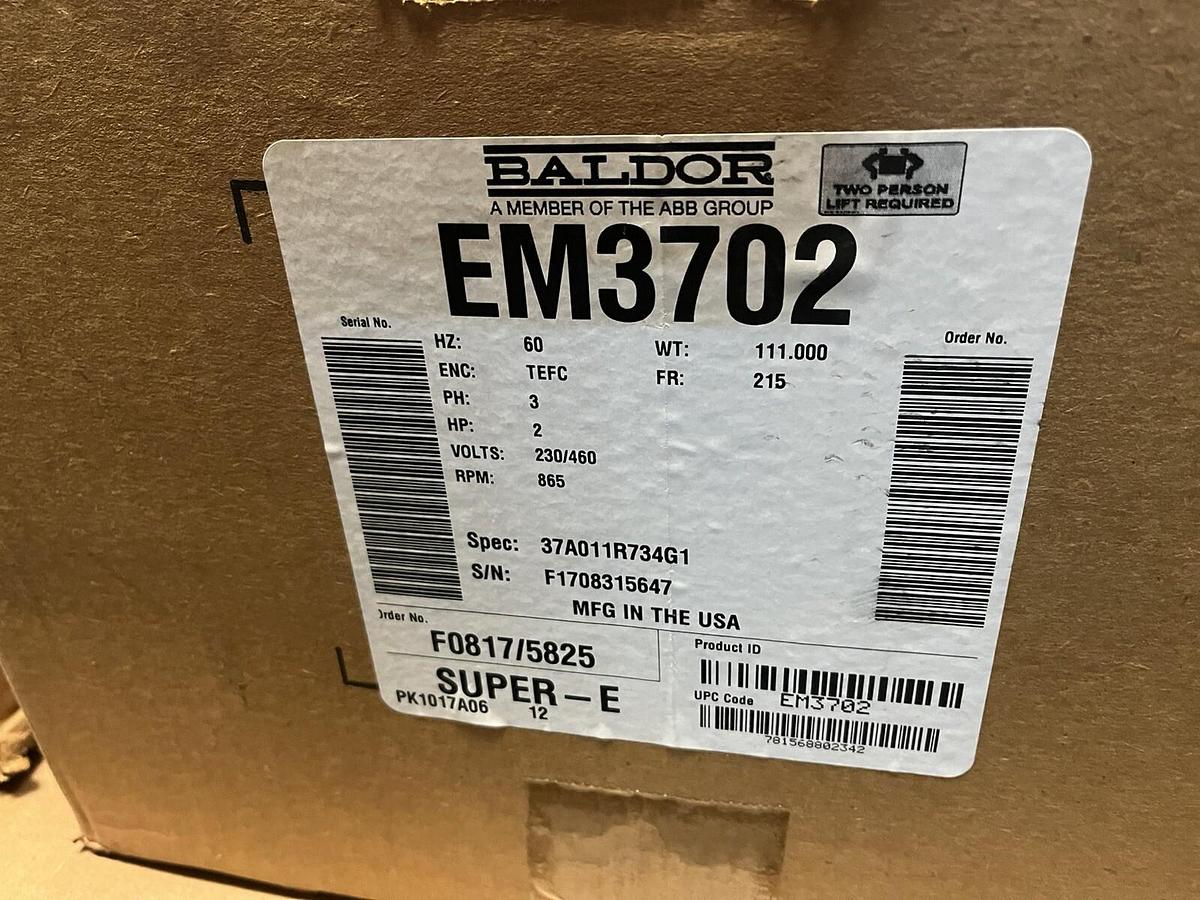 BALDOR
A MEMBER OF THE ABB GROUP
TWO PERSON
LIFT REQUIRED
EM3702
Serial No.
Order No.
HZ: 60 WT: 111.000
ENC: TEFC FR: 215
PH: 3
HP: 2
VOLTS: 230/460
RPM: 865
Spec: 37A011R734G1
S/N: F1708315647
MFG IN THE USA
Order No.
F0817/5825
SUPER – E
PK1017A06 12
Product ID
EM3702
UPC Code
781568802342